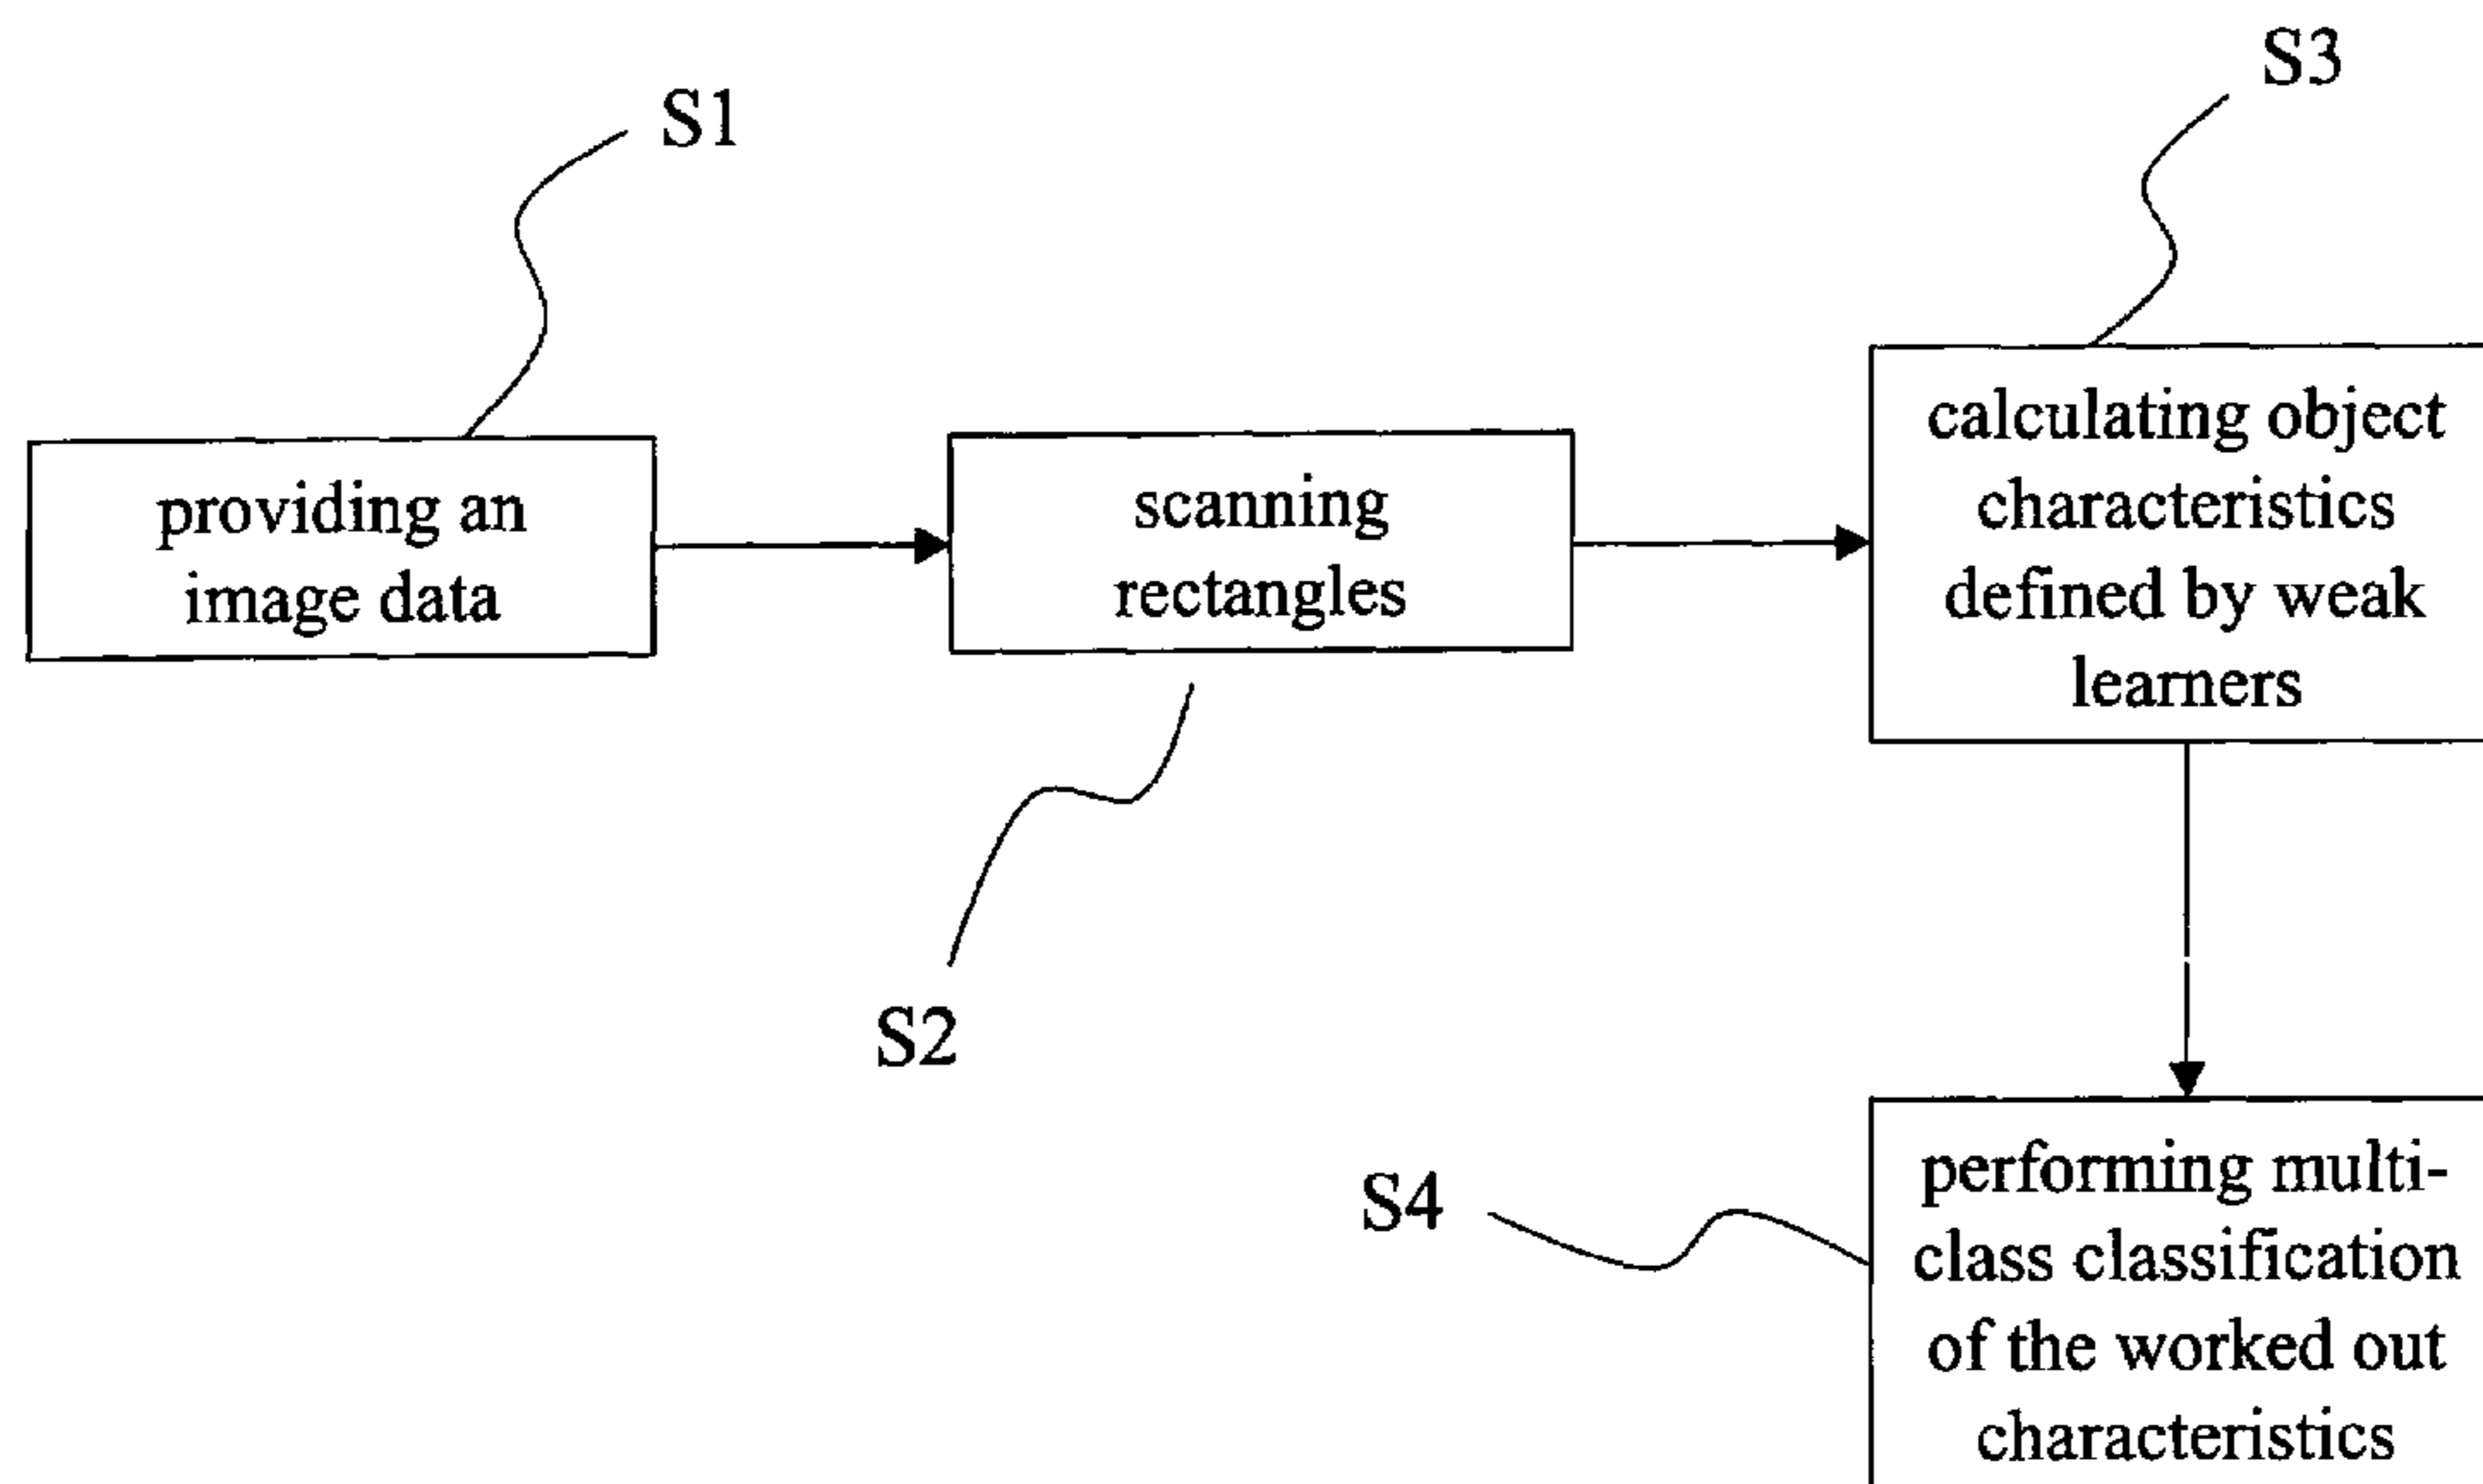 S1
providing an
image data
S2
scanning
rectangles
S3
calculating object
characteristics
defined by weak
learners
S4
performing multi-
class classification
of the worked out
characteristics